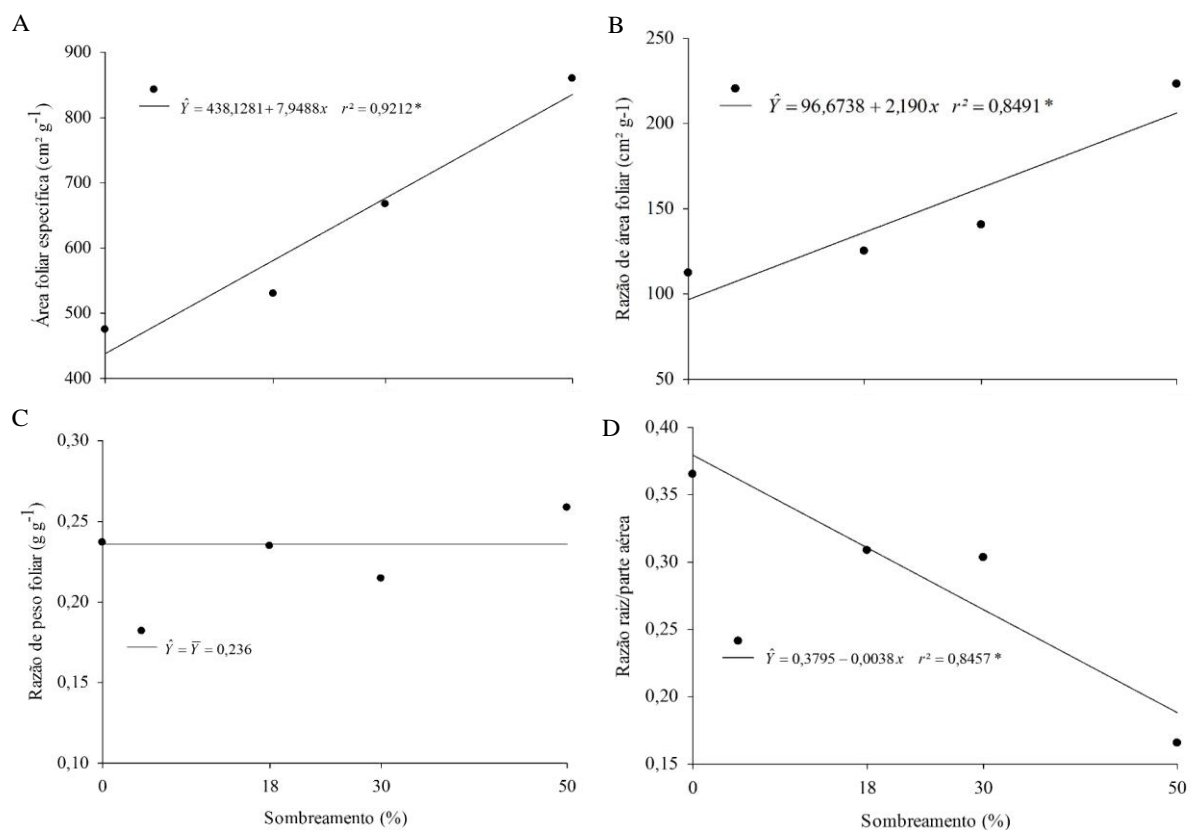 A
Área foliar específica (cm² g⁻¹)
900
800
700
600
500
400
Ŷ = 438,1281 + 7,9488x r² = 0,9212 *
B
Razão de área foliar (cm² g-1)
250
200
150
100
50
Ŷ = 96,6738 + 2,190x r² = 0,8491 *
C
Razão de peso foliar (g g⁻¹)
0,30
0,25
0,20
0,15
0,10
Ŷ = Y̅ = 0,236
0 18 30 50
Sombreamento (%)
D
Razão raiz/parte aérea
0,40
0,35
0,30
0,25
0,20
0,15
Ŷ = 0,3795 – 0,0038x r² = 0,8457 *
0 18 30 50
Sombreamento (%)